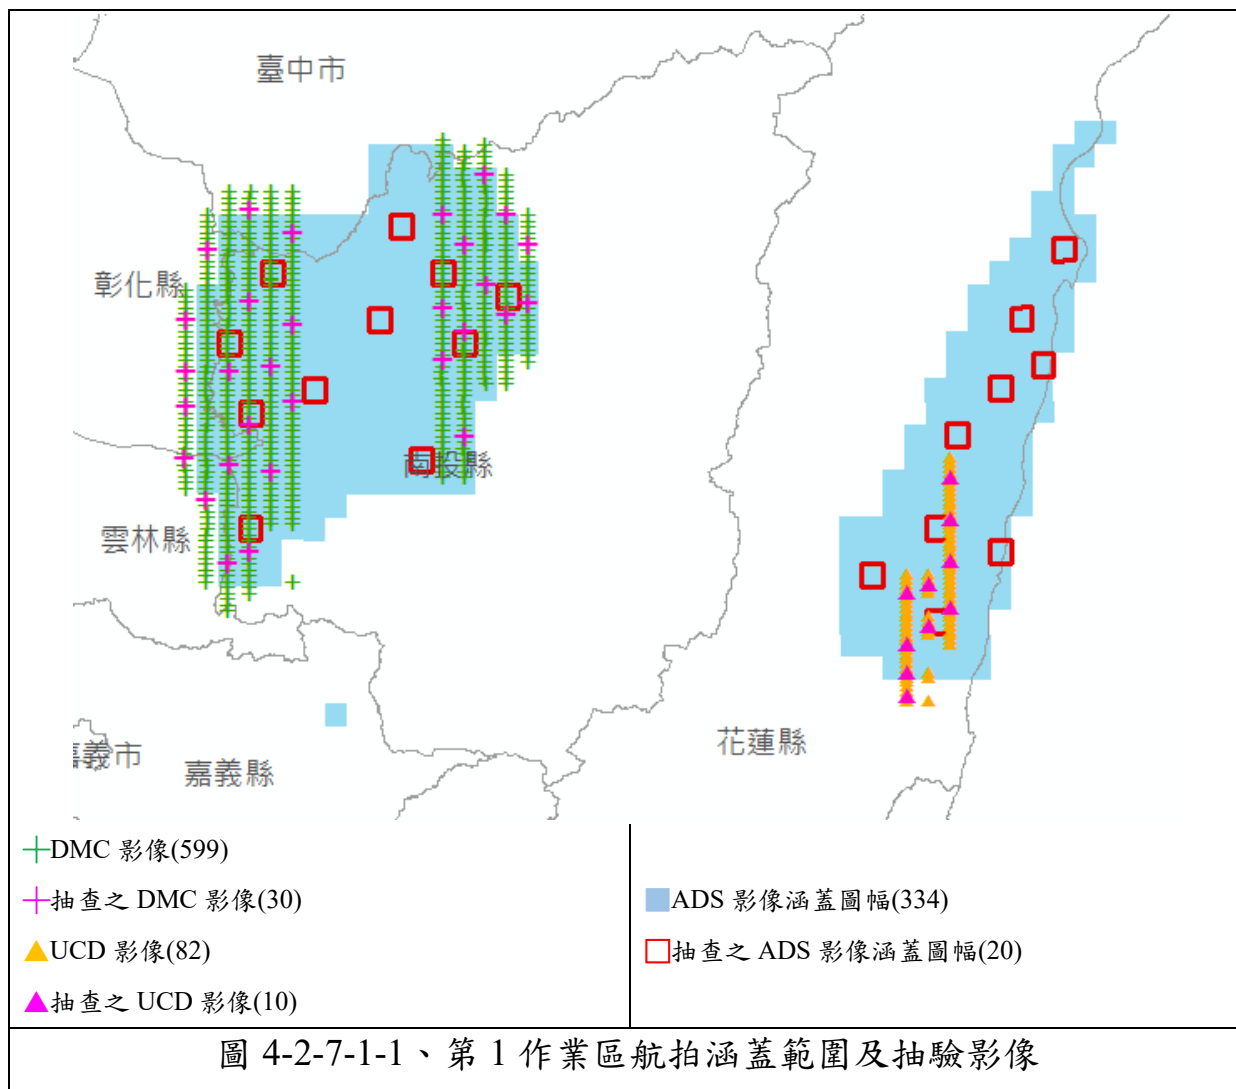 臺中市
彰化縣
南投縣
雲林縣
花蓮縣
義市
嘉義縣
DMC 影像(599)
抽查之 DMC 影像(30)
UCD 影像(82)
抽查之 UCD 影像(10)
ADS 影像涵蓋圖幅(334)
抽查之 ADS 影像涵蓋圖幅(20)
圖 4-2-7-1-1、第 1 作業區航拍涵蓋範圍及抽驗影像